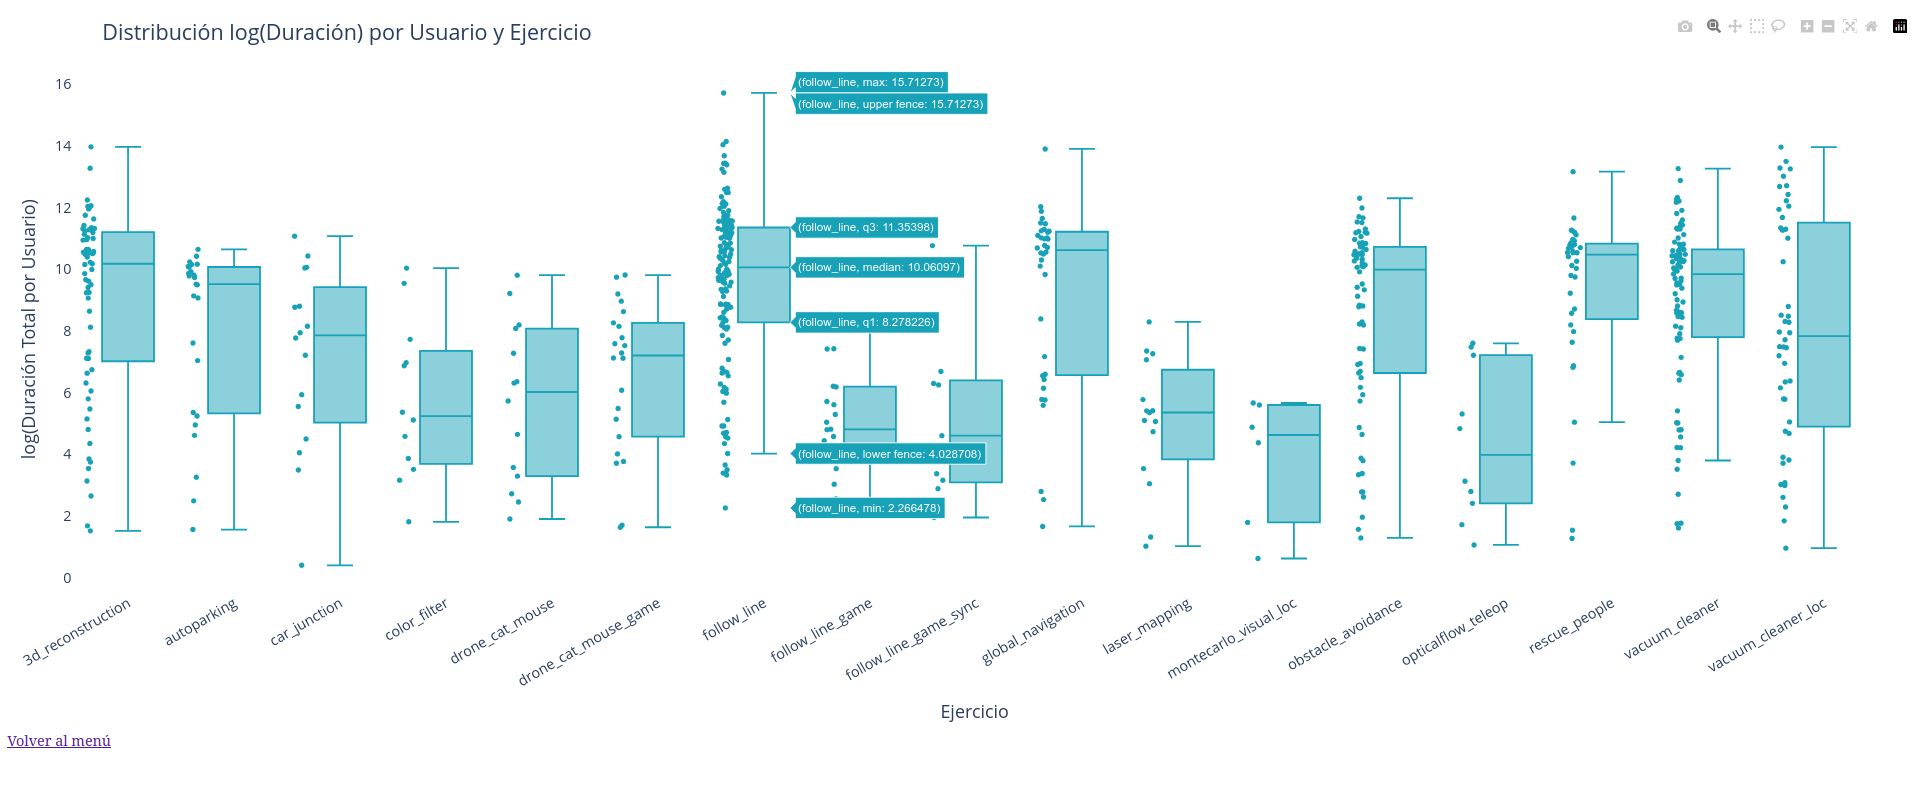 Distribución log(Duración) por Usuario y Ejercicio
log(Duración Total por Usuario)
16
14
12
10
8
6
4
2
0
(follow_line, max: 15.71273)
(follow_line, upper fence: 15.71273)
(follow_line, q3: 11.35398)
(follow_line, median: 10.06097)
(follow_line, q1: 8.278226)
(follow_line, lower fence: 4.028708)
(follow_line, min: 2.266478)
3d_reconstruction
autoparking
car_junction
color_filter
drone_cat_mouse
drone_cat_mouse_game
follow_line
follow_line_game
follow_line_game_sync
global_navigation
laser_mapping
montecarlo_visual_loc
obstacle_avoidance
opticalflow_teleop
rescue_people
vacuum_cleaner
vacuum_cleaner_loc
Ejercicio
Volver al menú